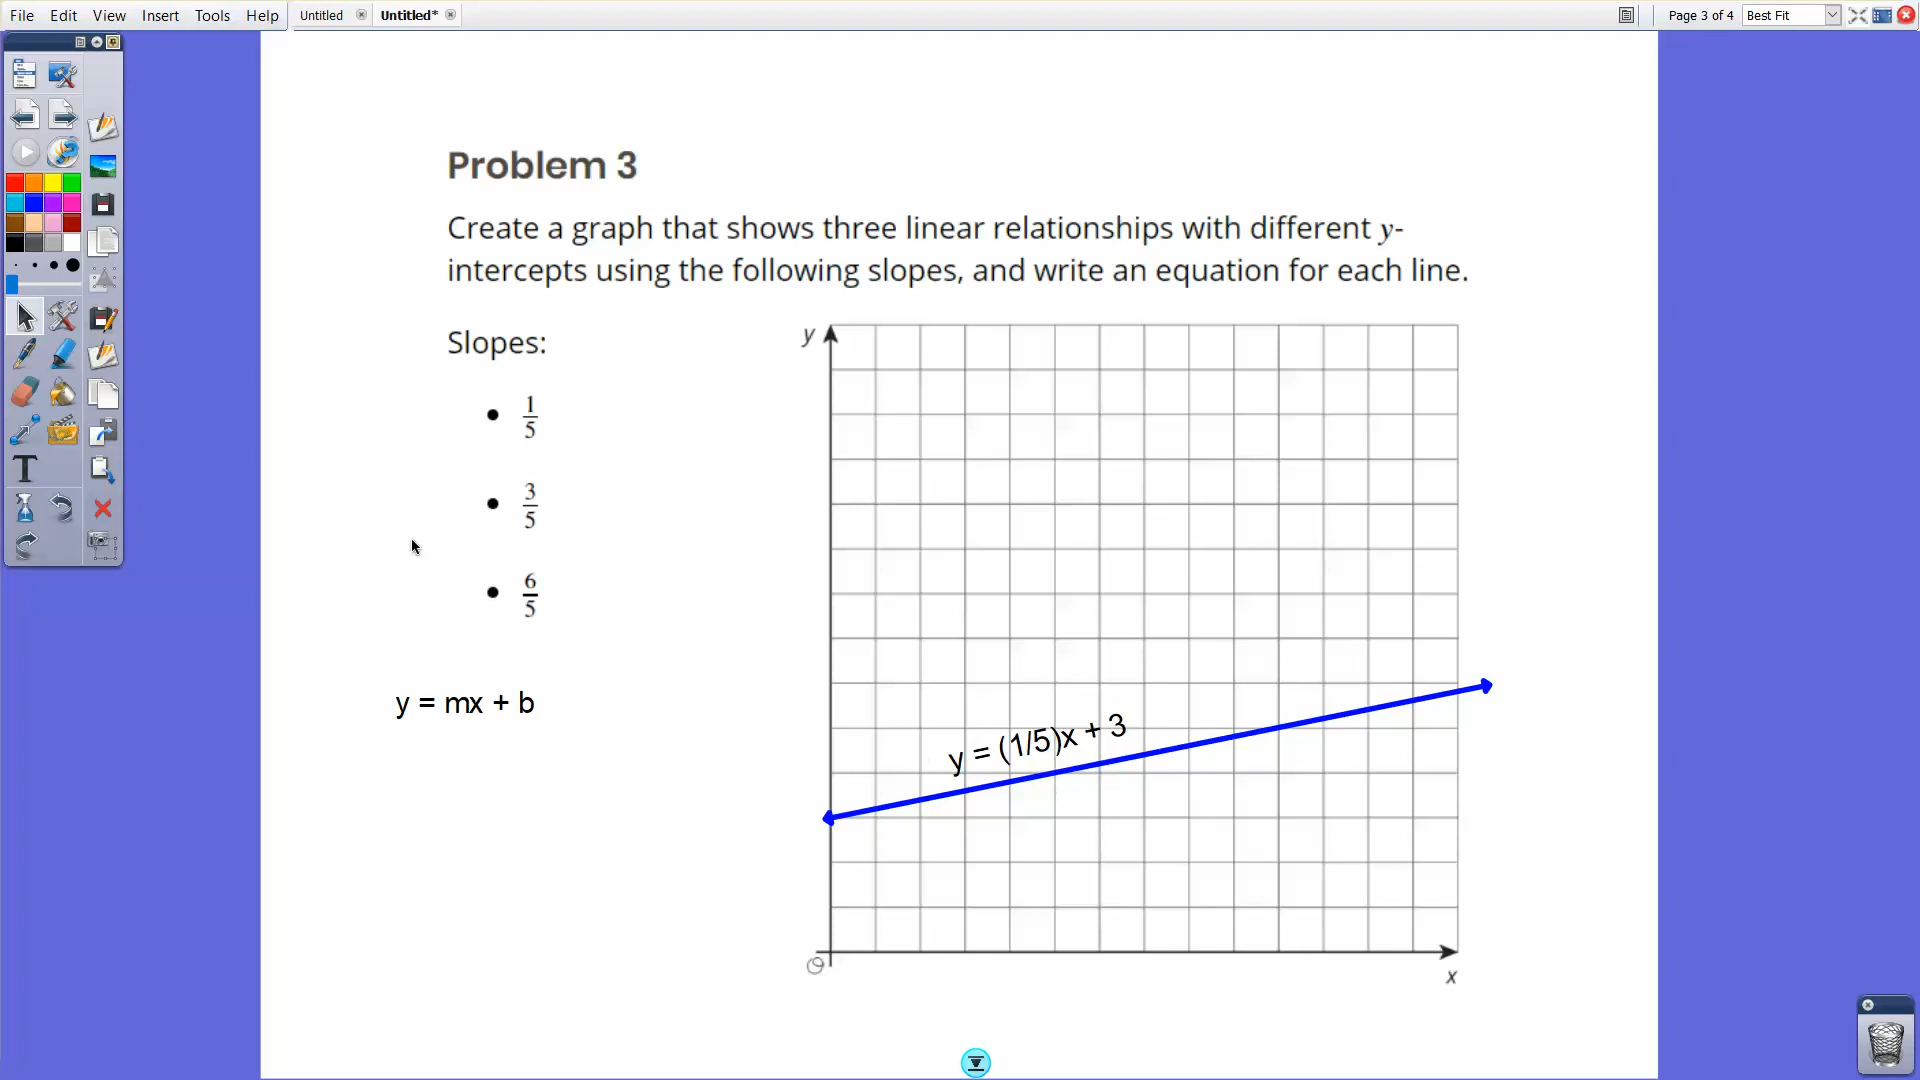 File Edit View Insert Tools Help Untitled Untitled* Page 3 of 4 Best Fit
Problem 3
Create a graph that shows three linear relationships with different y-
intercepts using the following slopes, and write an equation for each line.
Slopes:
• 1/5
• 3/5
• 6/5
y = mx + b
y
y = (1/5)x + 3
O
x
T